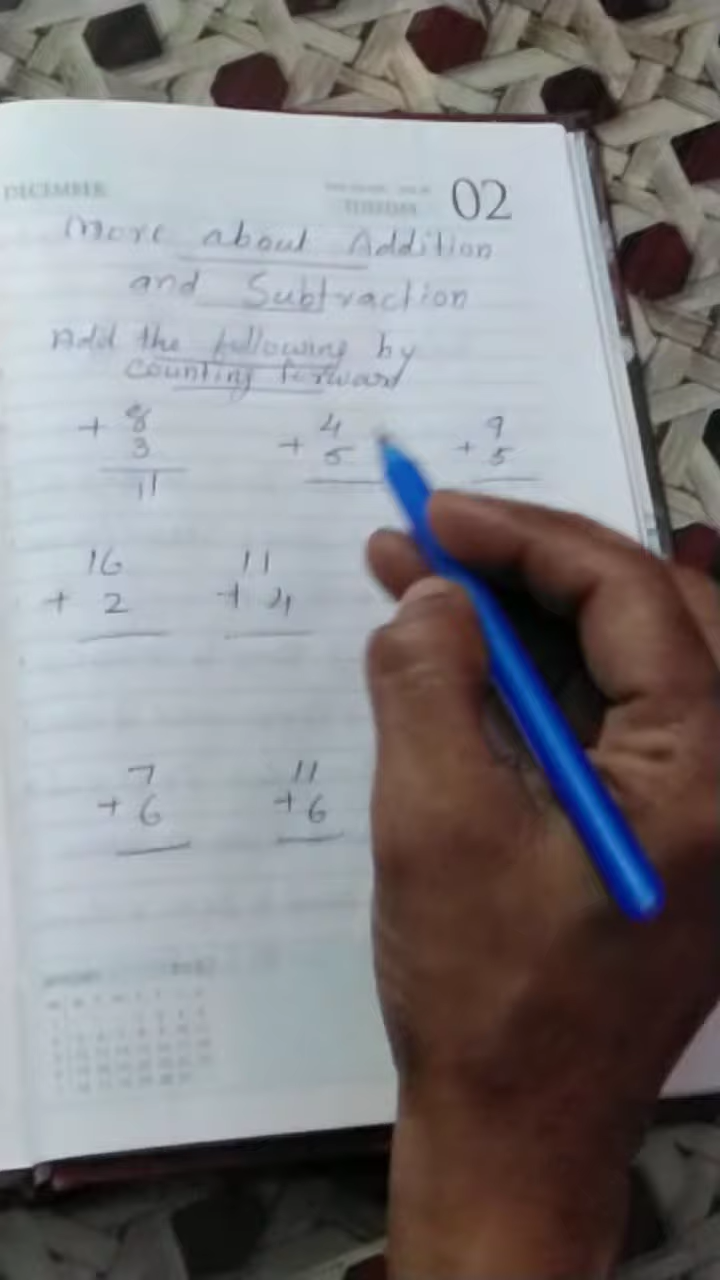 DECEMBER
TUESDAY
02
More about Addition
and Subtraction
Add the following by
counting forward
+ 8 + 4 + 9
3 5 5
11
16 11
+ 2 + 4
7 11
+ 6 + 6